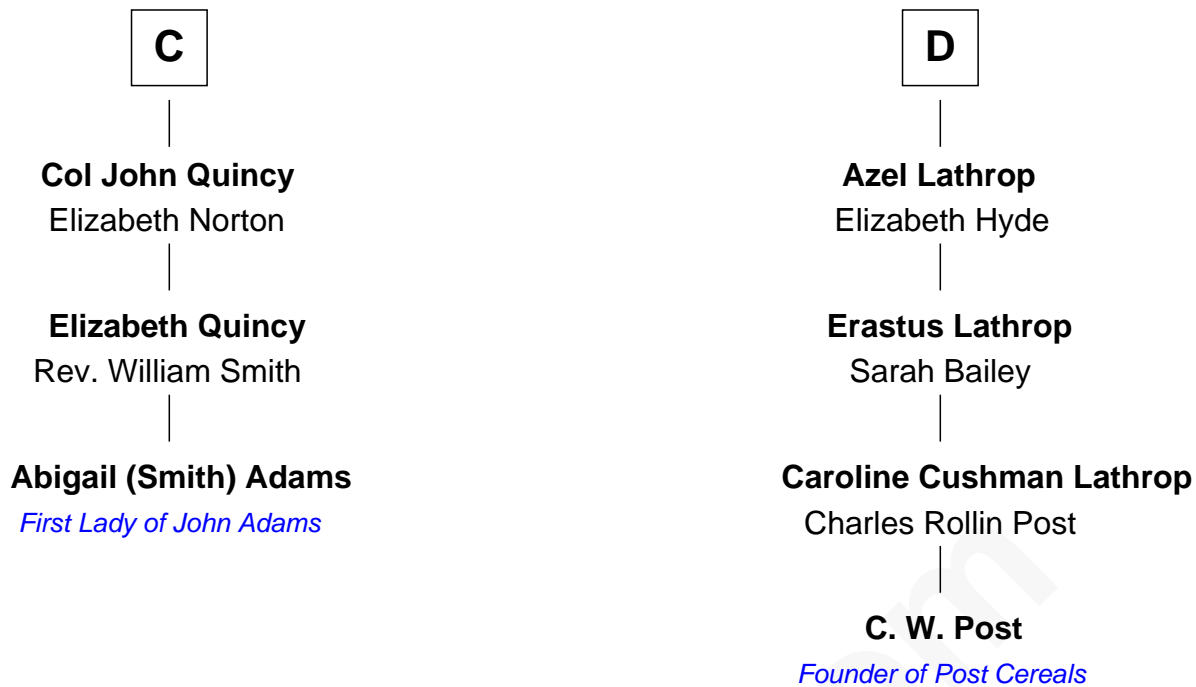 C
Col John Quincy
Elizabeth Norton
Elizabeth Quincy
Rev. William Smith
Abigail (Smith) Adams
First Lady of John Adams
D
Azel Lathrop
Elizabeth Hyde
Erastus Lathrop
Sarah Bailey
Caroline Cushman Lathrop
Charles Rollin Post
C. W. Post
Founder of Post Cereals